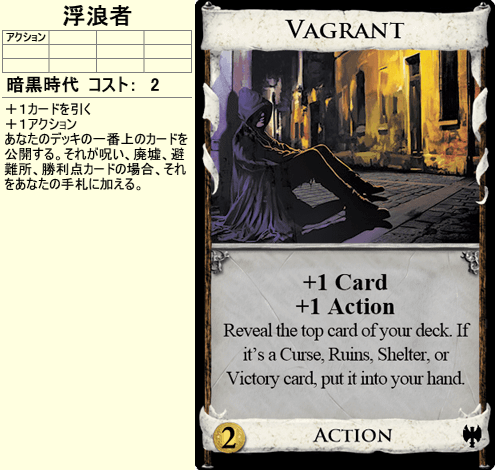 浮浪者
アクション
暗黒時代 コスト： 2
＋１カードを引く
＋１アクション
あなたのデッキの一番上のカードを
公開する。それが呪い、廃墟、避
難所、勝利点カードの場合、それ
をあなたの手札に加える。
VAGRANT
+1 Card
+1 Action
Reveal the top card of your deck. If
it's a Curse, Ruins, Shelter, or
Victory card, put it into your hand.
2
ACTION